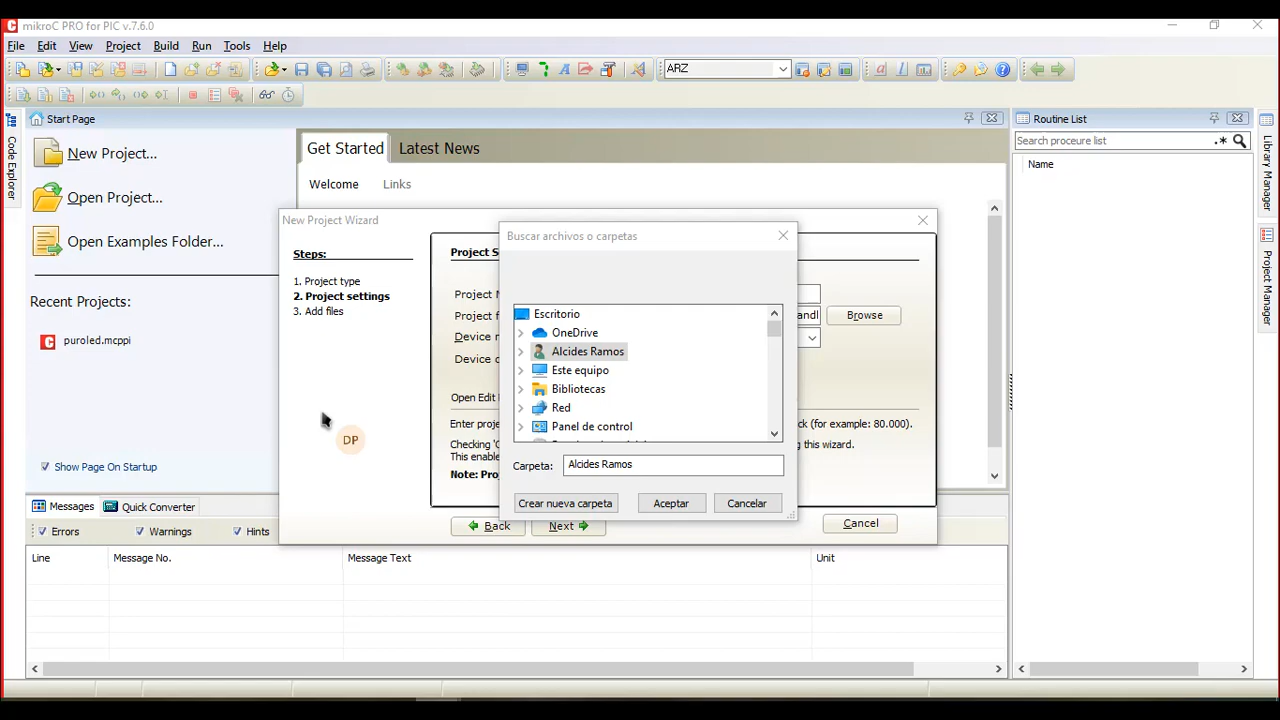 mikroC PRO for PIC v.7.6.0
File Edit View Project Build Run Tools Help
ARZ
Start Page
Routine List
New Project...
Open Project...
Open Examples Folder...
Recent Projects:
puroled.mcppi
Show Page On Startup
Get Started Latest News
Welcome Links
New Project Wizard
Steps:
1. Project type
2. Project settings
3. Add files
Project S
Project N
Project f
Device n
Device c
Open Edit
Enter proje
Checking 'O
This enable
Note: Proj
andl
Browse
ck (for example: 80.000).
ng this wizard.
Back Next Cancel
Buscar archivos o carpetas
Escritorio
OneDrive
Alcides Ramos
Este equipo
Bibliotecas
Red
Panel de control
Carpeta: Alcides Ramos
Crear nueva carpeta Aceptar Cancelar
DP
Search proceure list
Name
Code Explorer
Library Manager
Project Manager
Messages Quick Converter
Errors Warnings Hints
Line Message No. Message Text Unit